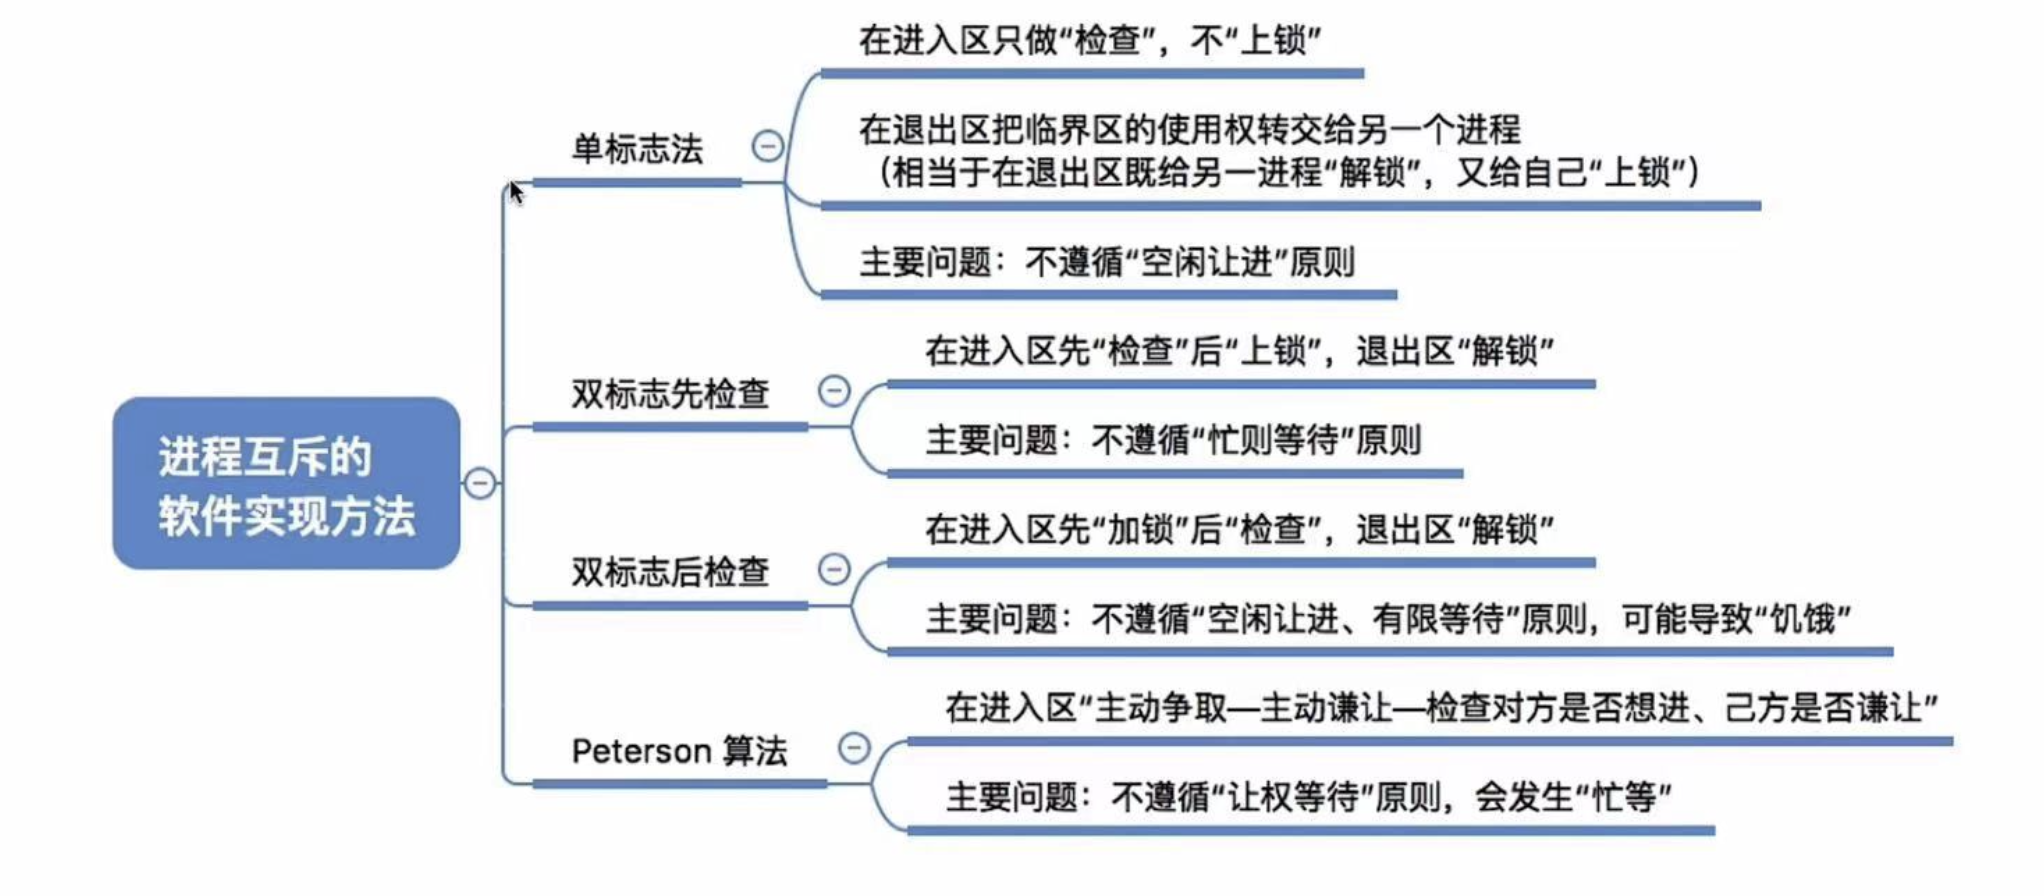 进程互斥的
软件实现方法
单标志法
在进入区只做“检查”，不“上锁”
在退出区把临界区的使用权转交给另一个进程
（相当于在退出区既给另一进程“解锁”，又给自己“上锁”）
主要问题：不遵循“空闲让进”原则
双标志先检查
在进入区先“检查”后“上锁”，退出区“解锁”
主要问题：不遵循“忙则等待”原则
双标志后检查
在进入区先“加锁”后“检查”，退出区“解锁”
主要问题：不遵循“空闲让进、有限等待”原则，可能导致“饥饿”
Peterson 算法
在进入区“主动争取—主动谦让—检查对方是否想进、己方是否谦让”
主要问题：不遵循“让权等待”原则，会发生“忙等”